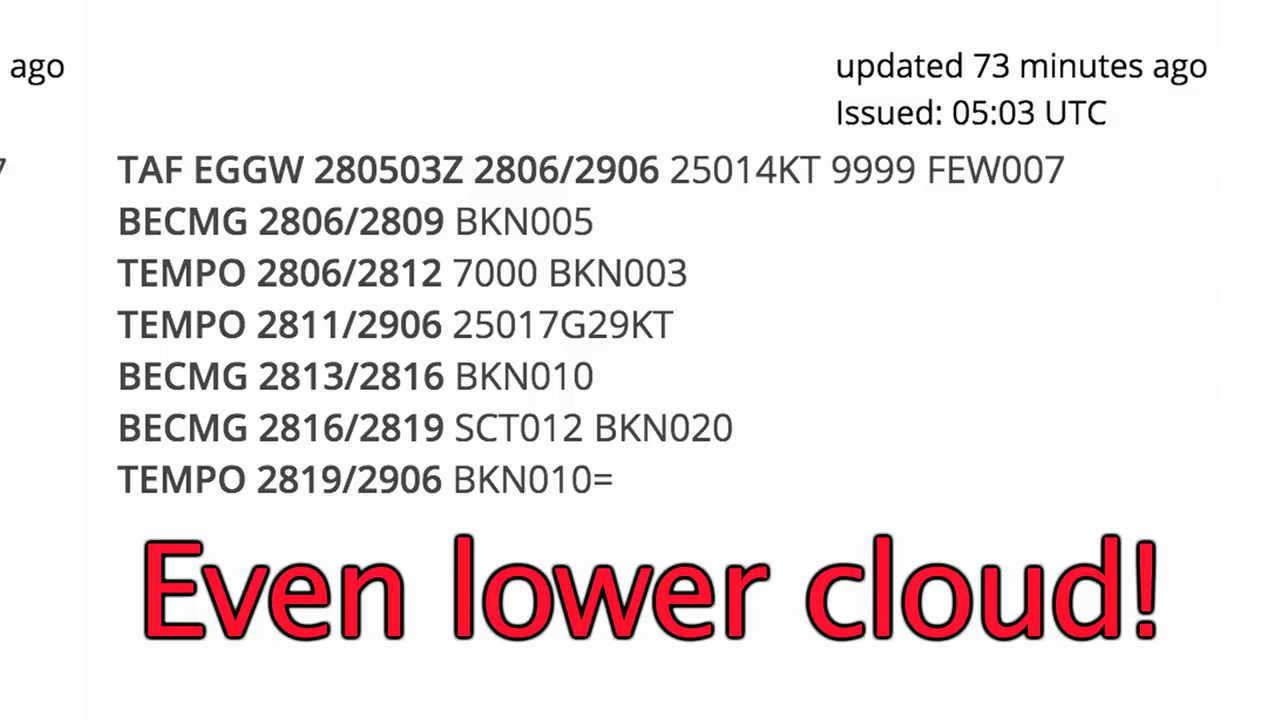 ago
updated 73 minutes ago
Issued: 05:03 UTC
TAF EGGW 280503Z 2806/2906 25014KT 9999 FEW007
BECMG 2806/2809 BKN005
TEMPO 2806/2812 7000 BKN003
TEMPO 2811/2906 25017G29KT
BECMG 2813/2816 BKN010
BECMG 2816/2819 SCT012 BKN020
TEMPO 2819/2906 BKN010=
Even lower cloud!